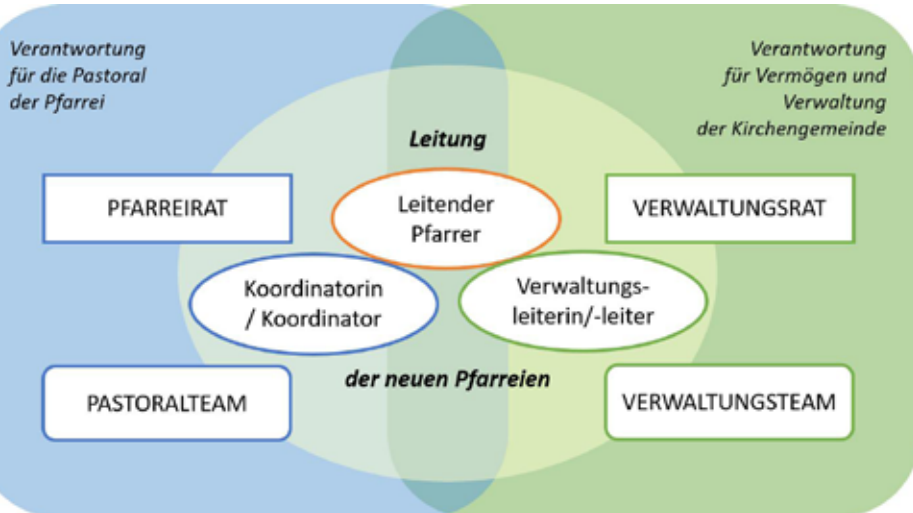 Verantwortung
für die Pastoral
der Pfarrei
Verantwortung
für Vermögen und
Verwaltung
der Kirchengemeinde
Leitung
PFARREIRAT
Leitender
Pfarrer
VERWALTUNGSRAT
Koordinatorin
/ Koordinator
Verwaltungs-
leiterin/-leiter
der neuen Pfarreien
PASTORALTEAM
VERWALTUNGSTEAM